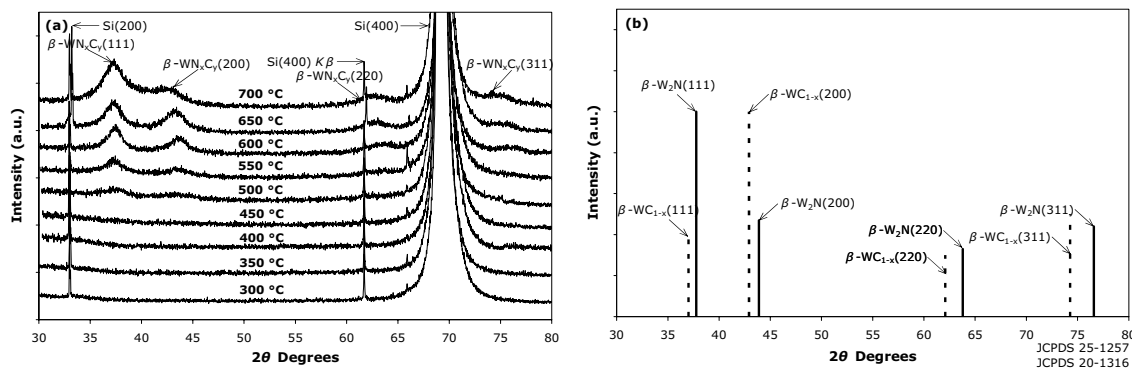 (a)
Si(200)
β-WNxCy(111)
β-WNxCy(200)
Si(400)
Si(400) Kβ
β-WNxCy(220)
β-WNxCy(311)
700 °C
650 °C
600 °C
550 °C
500 °C
450 °C
400 °C
350 °C
300 °C
Intensity (a.u.)
30 35 40 45 50 55 60 65 70 75 80
2θ Degrees
(b)
β-W2N(111)
β-WC1-x(200)
β-WC1-x(111)
β-W2N(200)
β-W2N(220)
β-WC1-x(220)
β-W2N(311)
β-WC1-x(311)
Intensity (a.u.)
30 35 40 45 50 55 60 65 70 75 80
2θ Degrees
JCPDS 25-1257
JCPDS 20-1316